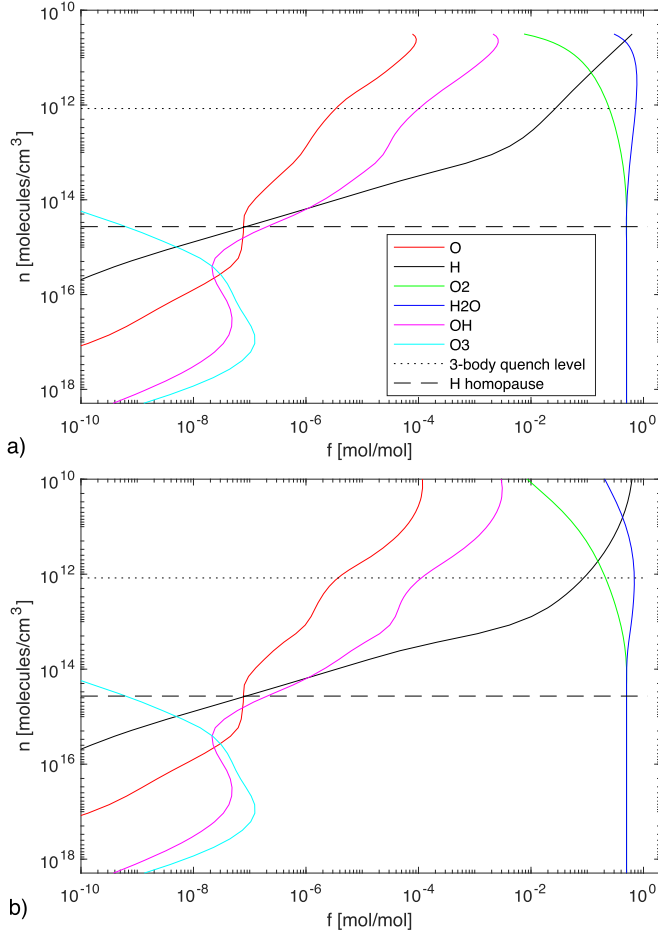 10^10
10^12
10^14
10^16
10^18
n [molecules/cm^3]
O
H
O2
H2O
OH
O3
3-body quench level
H homopause
10^-10
10^-8
10^-6
10^-4
10^-2
10^0
f [mol/mol]
a)
10^10
10^12
10^14
10^16
10^18
n [molecules/cm^3]
10^-10
10^-8
10^-6
10^-4
10^-2
10^0
f [mol/mol]
b)